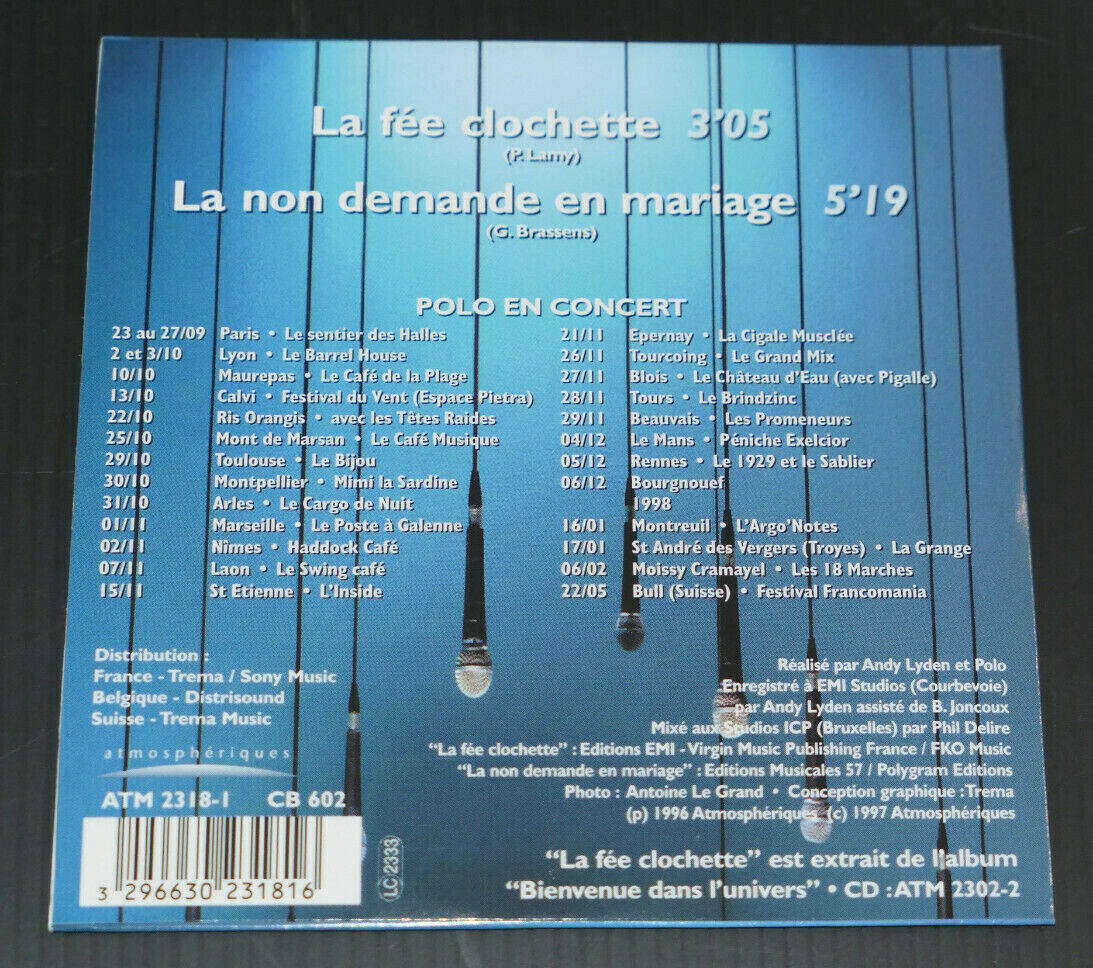 La fée clochette 3'05
(P. Lamy)
La non demande en mariage 5'19
(G. Brassens)
POLO EN CONCERT
23 au 27/09 Paris • Le sentier des Halles
2 et 3/10 Lyon • Le Barrel House
10/10 Maurepas • Le Café de la Plage
13/10 Calvi • Festival du Vent (Espace Pietra)
22/10 Ris Orangis • avec les Têtes Raides
25/10 Mont de Marsan • Le Café Musique
29/10 Toulouse • Le Bijou
30/10 Montpellier • Mimi la Sardine
31/10 Arles • Le Cargo de Nuit
01/11 Marseille • Le Poste à Galenne
02/11 Nîmes • Haddock Café
07/11 Laon • Le Swing café
15/11 St Etienne • L'Inside
21/11 Epernay • La Cigale Musclée
26/11 Tourcoing • Le Grand Mix
27/11 Blois • Le Château d'Eau (avec Pigalle)
28/11 Tours • Le Brindzinc
29/11 Beauvais • Les Promeneurs
04/12 Le Mans • Péniche Exelcior
05/12 Rennes • Le 1929 et le Sablier
06/12 Bourgnouef
1998
16/01 Montreuil • L'Argo'Notes
17/01 St André des Vergers (Troyes) • La Grange
06/02 Moissy Cramayel • Les 18 Marches
22/05 Bull (Suisse) • Festival Francomania
Distribution :
France - Trema / Sony Music
Belgique - Distrisound
Suisse - Trema Music
atmosphériques
ATM 2318-1 CB 602
3 296630 231816
LC 2333
Réalisé par Andy Lyden et Polo
Enregistré à EMI Studios (Courbevoie)
par Andy Lyden assisté de B. Joncoux
Mixé aux Studios ICP (Bruxelles) par Phil Delire
“La fée clochette” : Editions EMI - Virgin Music Publishing France / FKO Music
“La non demande en mariage” : Editions Musicales 57 / Polygram Editions
Photo : Antoine Le Grand • Conception graphique : Trema
(p) 1996 Atmosphériques (c) 1997 Atmosphériques
“La fée clochette” est extrait de l'album
“Bienvenue dans l'univers” • CD : ATM 2302-2